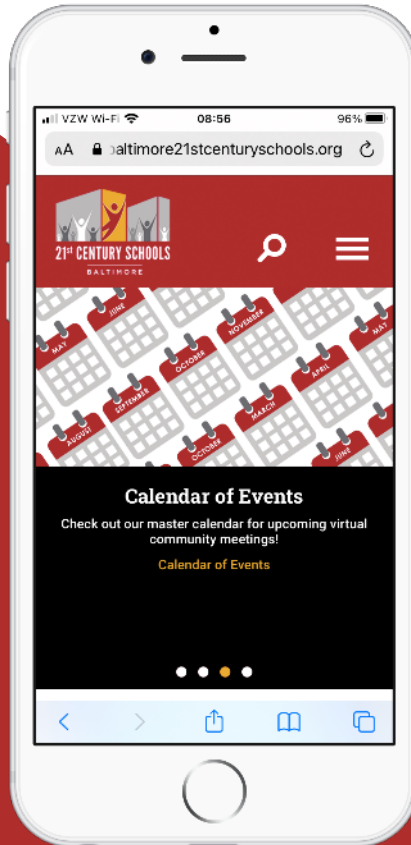 VZW Wi-Fi 08:56 96%
AA altimore21stcenturyschools.org
21st CENTURY SCHOOLS
BALTIMORE
JUNE
NOVEMBER
MAY
MAY
OCTOBER
APRIL
SEPTEMBER
MARCH
AUGUST
OCTOBER
JUNE
Calendar of Events
Check out our master calendar for upcoming virtual
community meetings!
Calendar of Events